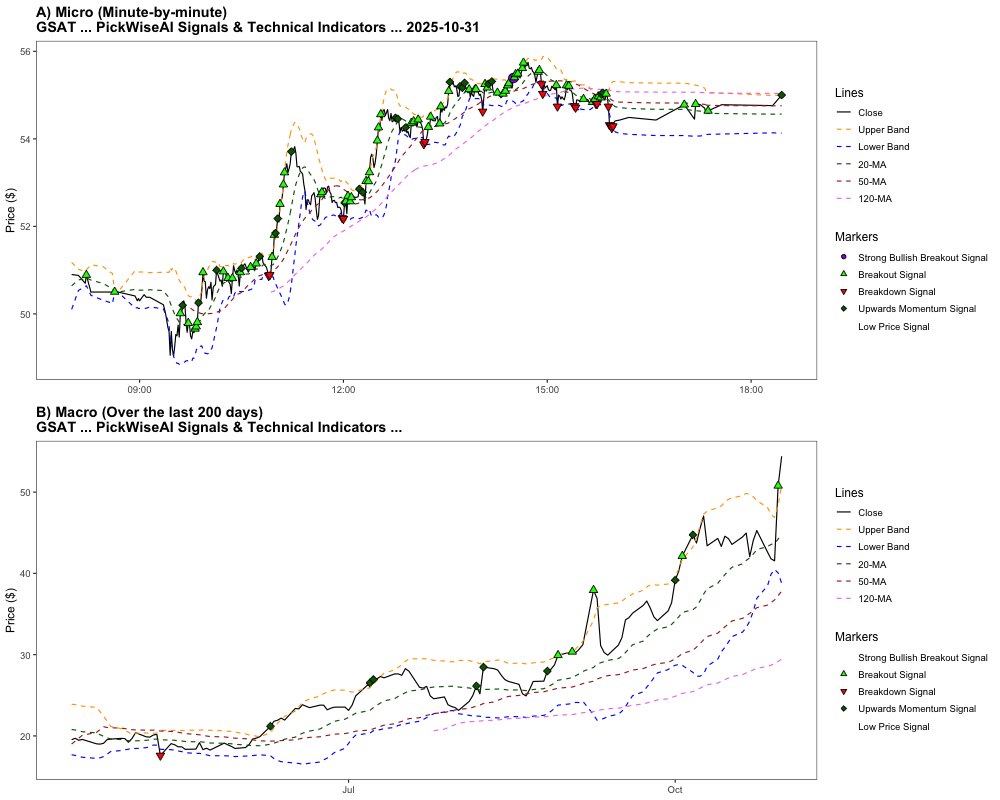 A) Micro (Minute-by-minute)
GSAT ... PickWiseAI Signals & Technical Indicators ... 2025-10-31
Price ($)
56
54
52
50
09:00
12:00
15:00
18:00
Lines
Close
Upper Band
Lower Band
20-MA
50-MA
120-MA
Markers
Strong Bullish Breakout Signal
Breakout Signal
Breakdown Signal
Upwards Momentum Signal
Low Price Signal
B) Macro (Over the last 200 days)
GSAT ... PickWiseAI Signals & Technical Indicators ...
Price ($)
50
40
30
20
Jul
Oct
Lines
Close
Upper Band
Lower Band
20-MA
50-MA
120-MA
Markers
Strong Bullish Breakout Signal
Breakout Signal
Breakdown Signal
Upwards Momentum Signal
Low Price Signal